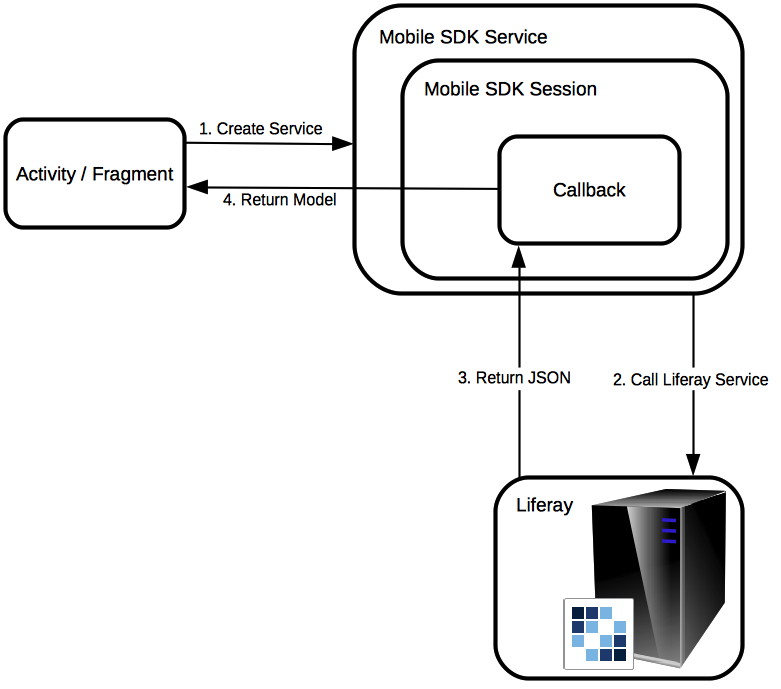 Mobile SDK Service
Mobile SDK Session
1. Create Service
Activity / Fragment
Callback
4. Return Model
3. Return JSON
2. Call Liferay Service
Liferay